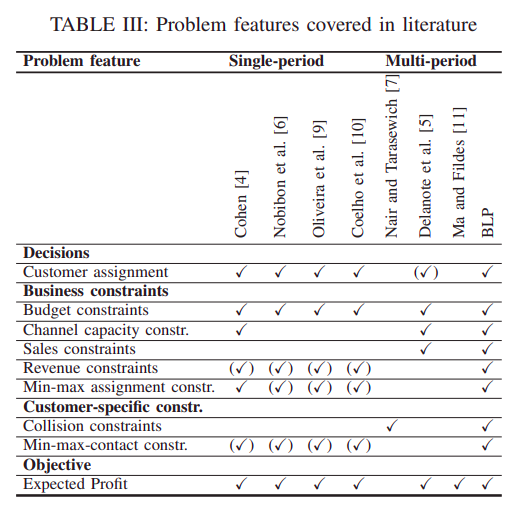 TABLE III: Problem features covered in literature
Problem feature Single-period Multi-period
Cohen [4] Nobibon et al. [6] Oliveira et al. [9] Coelho et al. [10] Nair and Tarasewich [7] Delanote et al. [5] Ma and Fildes [11] BLP
Decisions
Customer assignment ✓ ✓ ✓ ✓ (✓) ✓
Business constraints
Budget constraints ✓ ✓ ✓ ✓ ✓ ✓
Channel capacity constr. ✓ ✓ ✓
Sales constraints ✓ ✓
Revenue constraints (✓) (✓) (✓) (✓) ✓
Min-max assignment constr. ✓ (✓) (✓) (✓) ✓
Customer-specific constr.
Collision constraints ✓ ✓
Min-max-contact constr. (✓) (✓) (✓) (✓) ✓
Objective
Expected Profit ✓ ✓ ✓ ✓ ✓ ✓ ✓